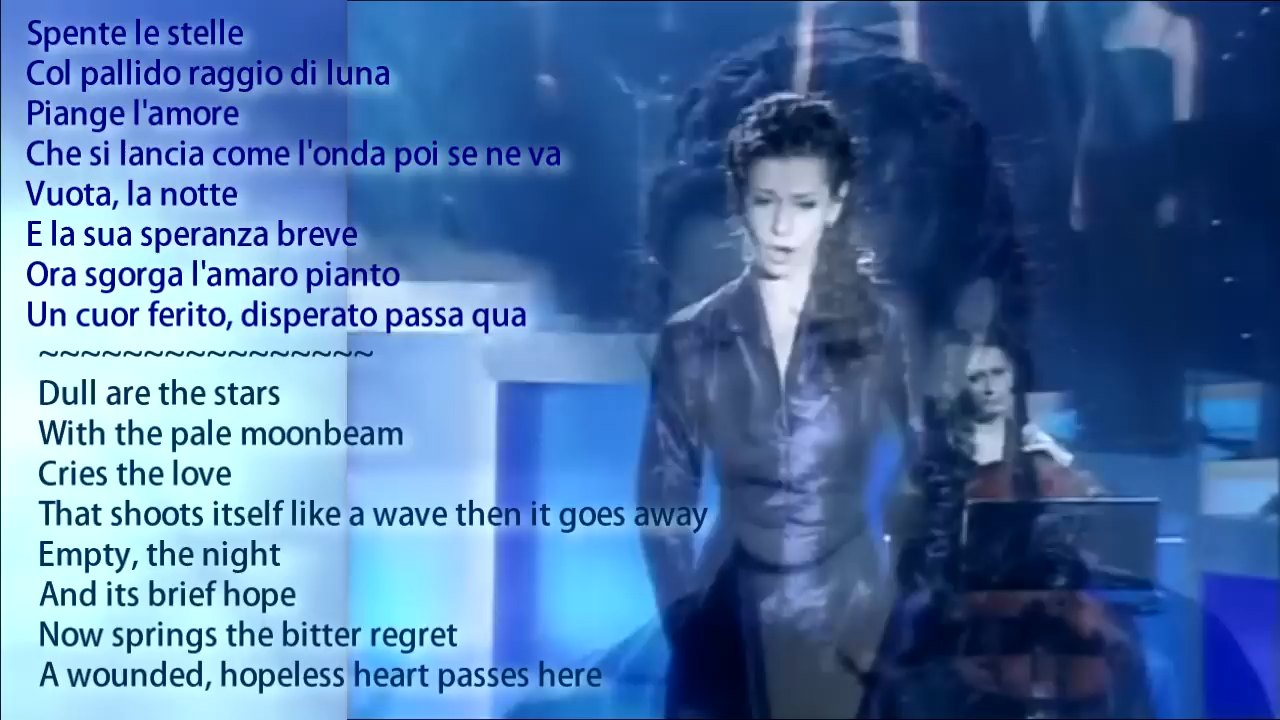 Spente le stelle
Col pallido raggio di luna
Piange l'amore
Che si lancia come l'onda poi se ne va
Vuota, la notte
E la sua speranza breve
Ora sgorga l'amaro pianto
Un cuor ferito, disperato passa qua
~~~~~~~~~~~~~~~~
Dull are the stars
With the pale moonbeam
Cries the love
That shoots itself like a wave then it goes away
Empty, the night
And its brief hope
Now springs the bitter regret
A wounded, hopeless heart passes here